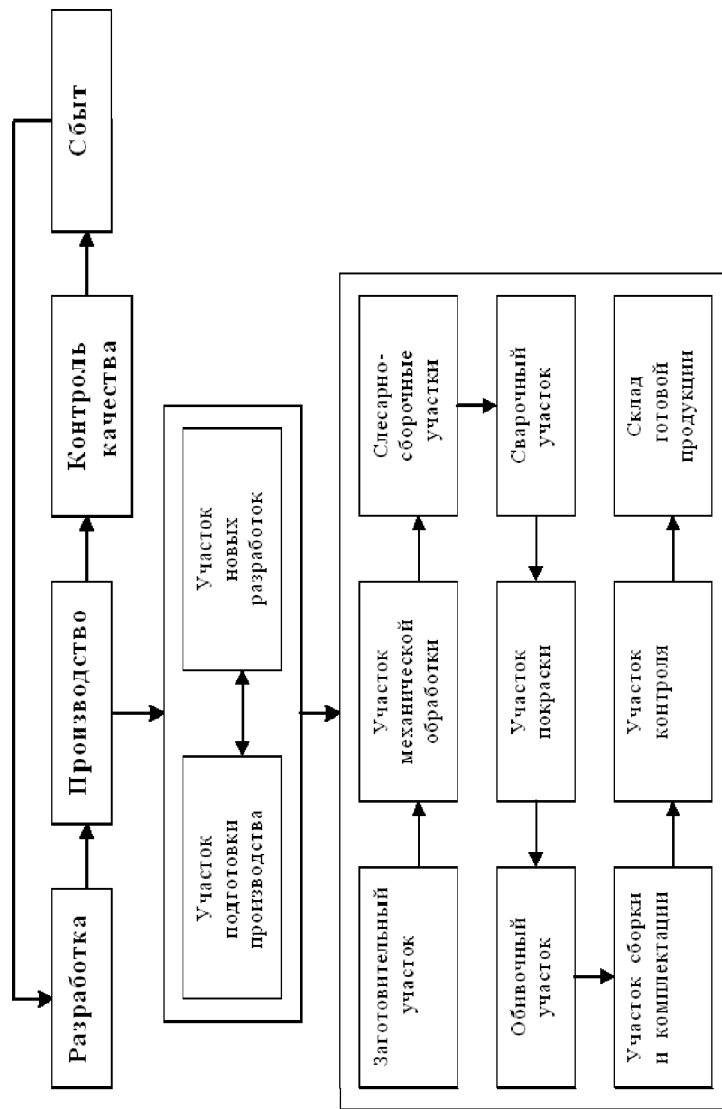 Разработка
Производство
Контроль
качества
Сбыт
Участок
подготовки
производства
Участок
новых
разработок
Заготовительный
участок
Участок
механической
обработки
Слесарно-
сборочные
участки
Обивочный
участок
Участок
покраски
Сварочный
участок
Участок сборки
и комплектации
Участок
контроля
Склад
готовой
продукции